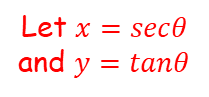 Let x = secθ
and y = tanθ